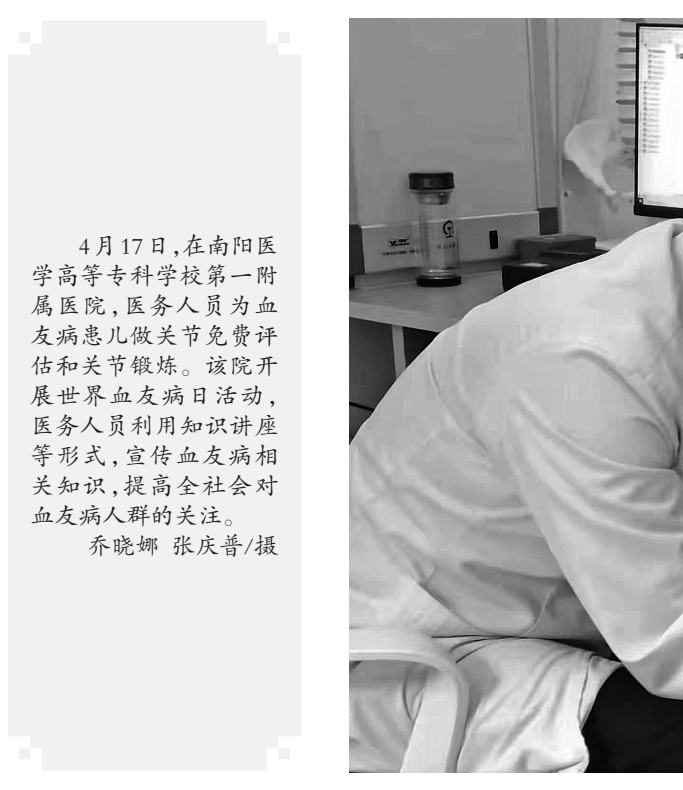 4月17日,在南阳医
学高等专科学校第一附
属医院,医务人员为血
友病患儿做关节免费评
估和关节锻炼。该院开
展世界血友病日活动,
医务人员利用知识讲座
等形式,宣传血友病相
关知识,提高全社会对
血友病人群的关注。
乔晓娜 张庆普/摄